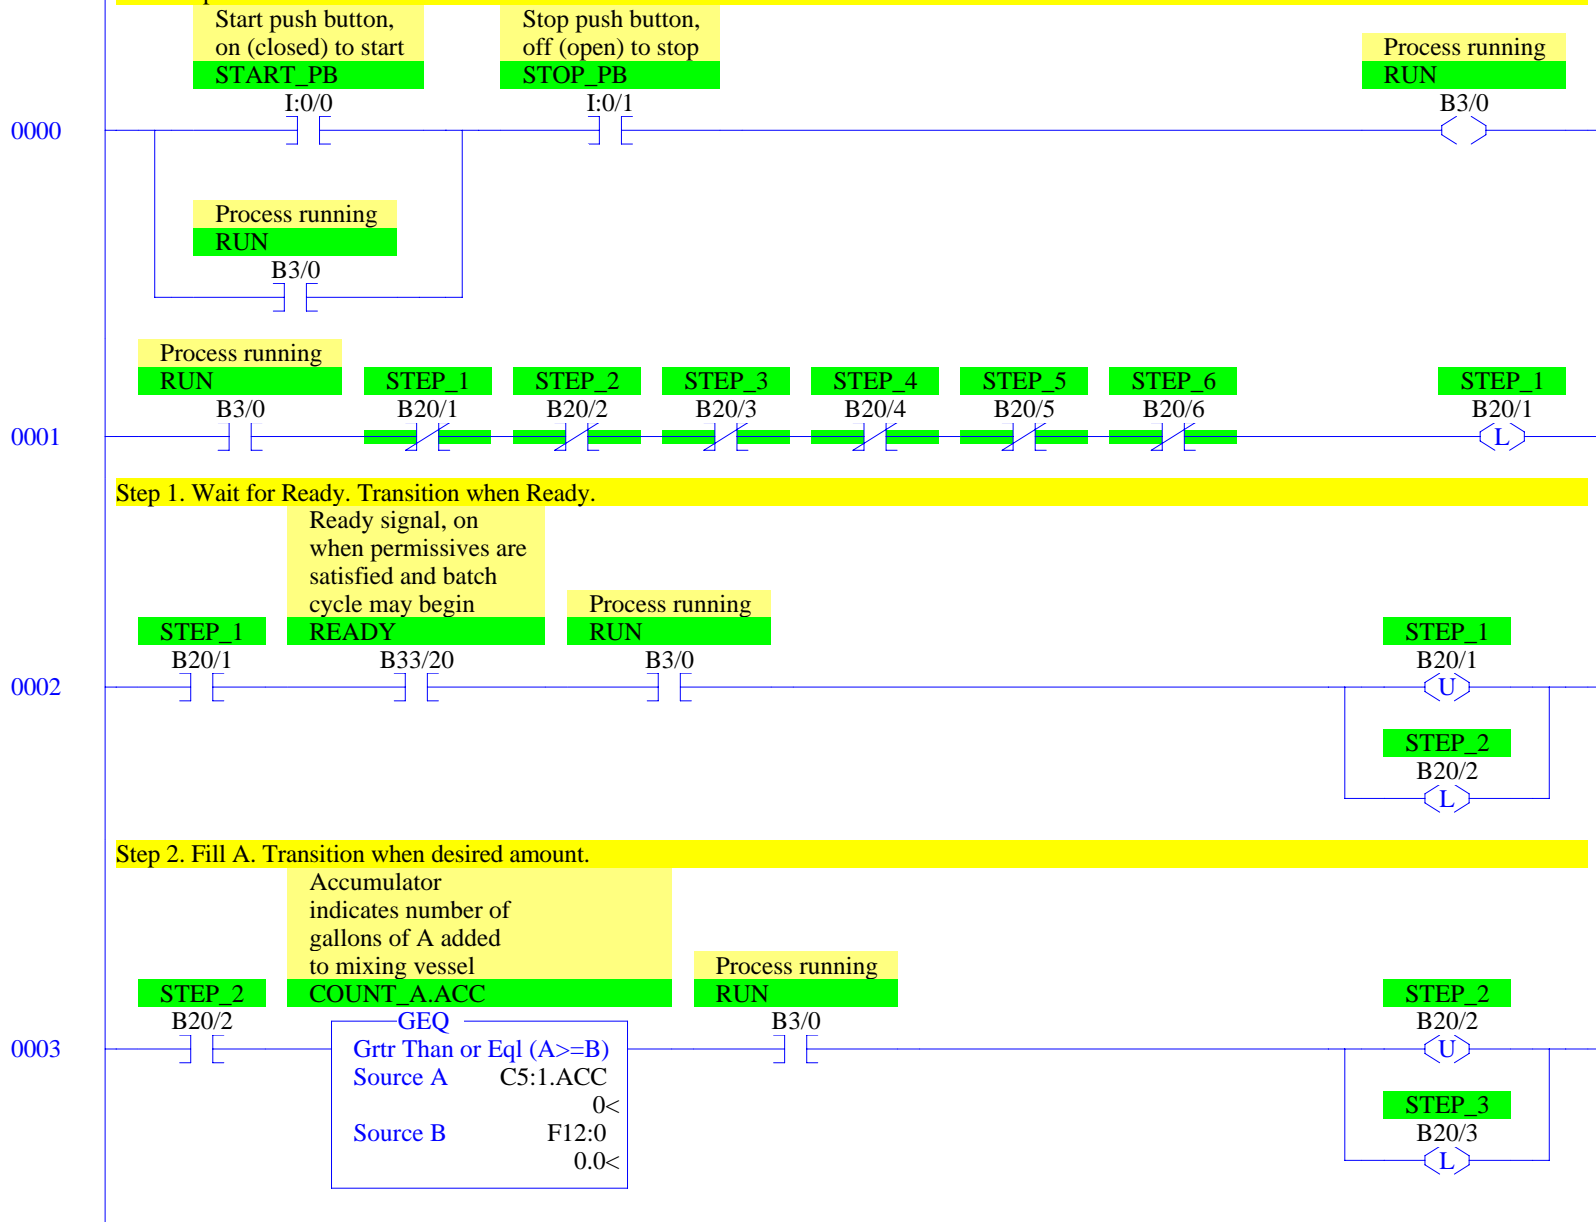 Start push button,
on (closed) to start
START_PB
I:0/0
Stop push button,
off (open) to stop
STOP_PB
I:0/1
Process running
RUN
B3/0
0000
Process running
RUN
B3/0
Process running
RUN
B3/0
STEP_1
B20/1
STEP_2
B20/2
STEP_3
B20/3
STEP_4
B20/4
STEP_5
B20/5
STEP_6
B20/6
STEP_1
B20/1
0001
L
Step 1. Wait for Ready. Transition when Ready.
STEP_1
B20/1
Ready signal, on
when permissives are
satisfied and batch
cycle may begin
READY
B33/20
Process running
RUN
B3/0
STEP_1
B20/1
0002
U
STEP_2
B20/2
L
Step 2. Fill A. Transition when desired amount.
STEP_2
B20/2
Accumulator
indicates number of
gallons of A added
to mixing vessel
COUNT_A.ACC
GEQ
Grtr Than or Eql (A>=B)
Source A C5:1.ACC
0<
Source B F12:0
0.0<
Process running
RUN
B3/0
STEP_2
B20/2
0003
U
STEP_3
B20/3
L